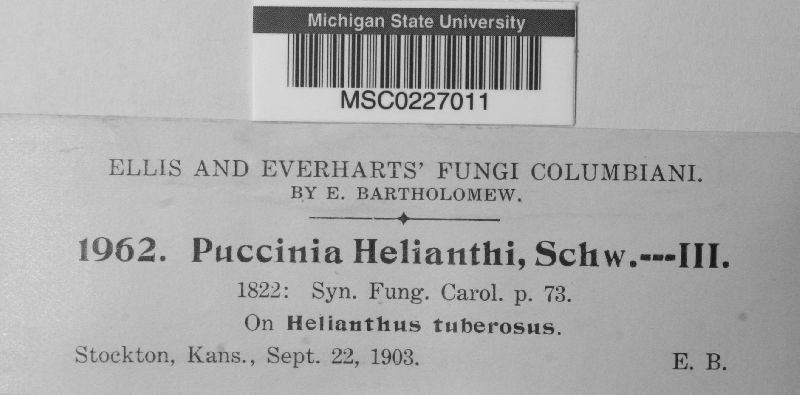 Michigan State University
MSC0227011
ELLIS AND EVERHARTS' FUNGI COLUMBIANI.
BY E. BARTHOLOMEW.
1962. Puccinia Helianthi, Schw.---III.
1822: Syn. Fung. Carol. p. 73.
On Helianthus tuberosus.
Stockton, Kans., Sept. 22, 1903. E. B.